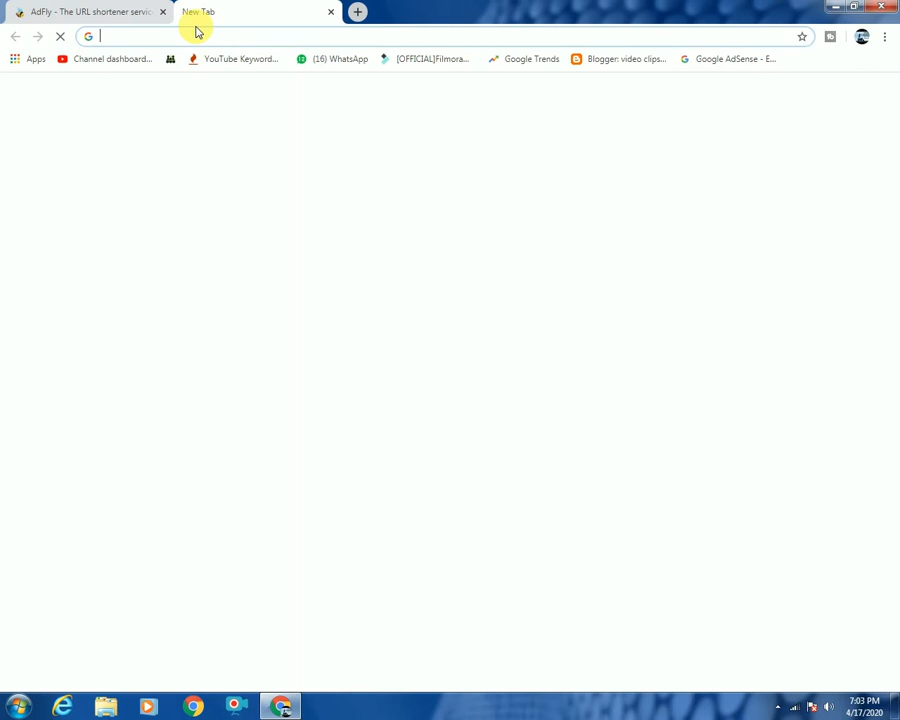 AdFly - The URL shortener servic
New Tab
Apps
Channel dashboard...
YouTube Keyword...
(16) WhatsApp
[OFFICIAL]Filmora...
Google Trends
Blogger: video clips...
Google AdSense - E...
7:03 PM
4/17/2020